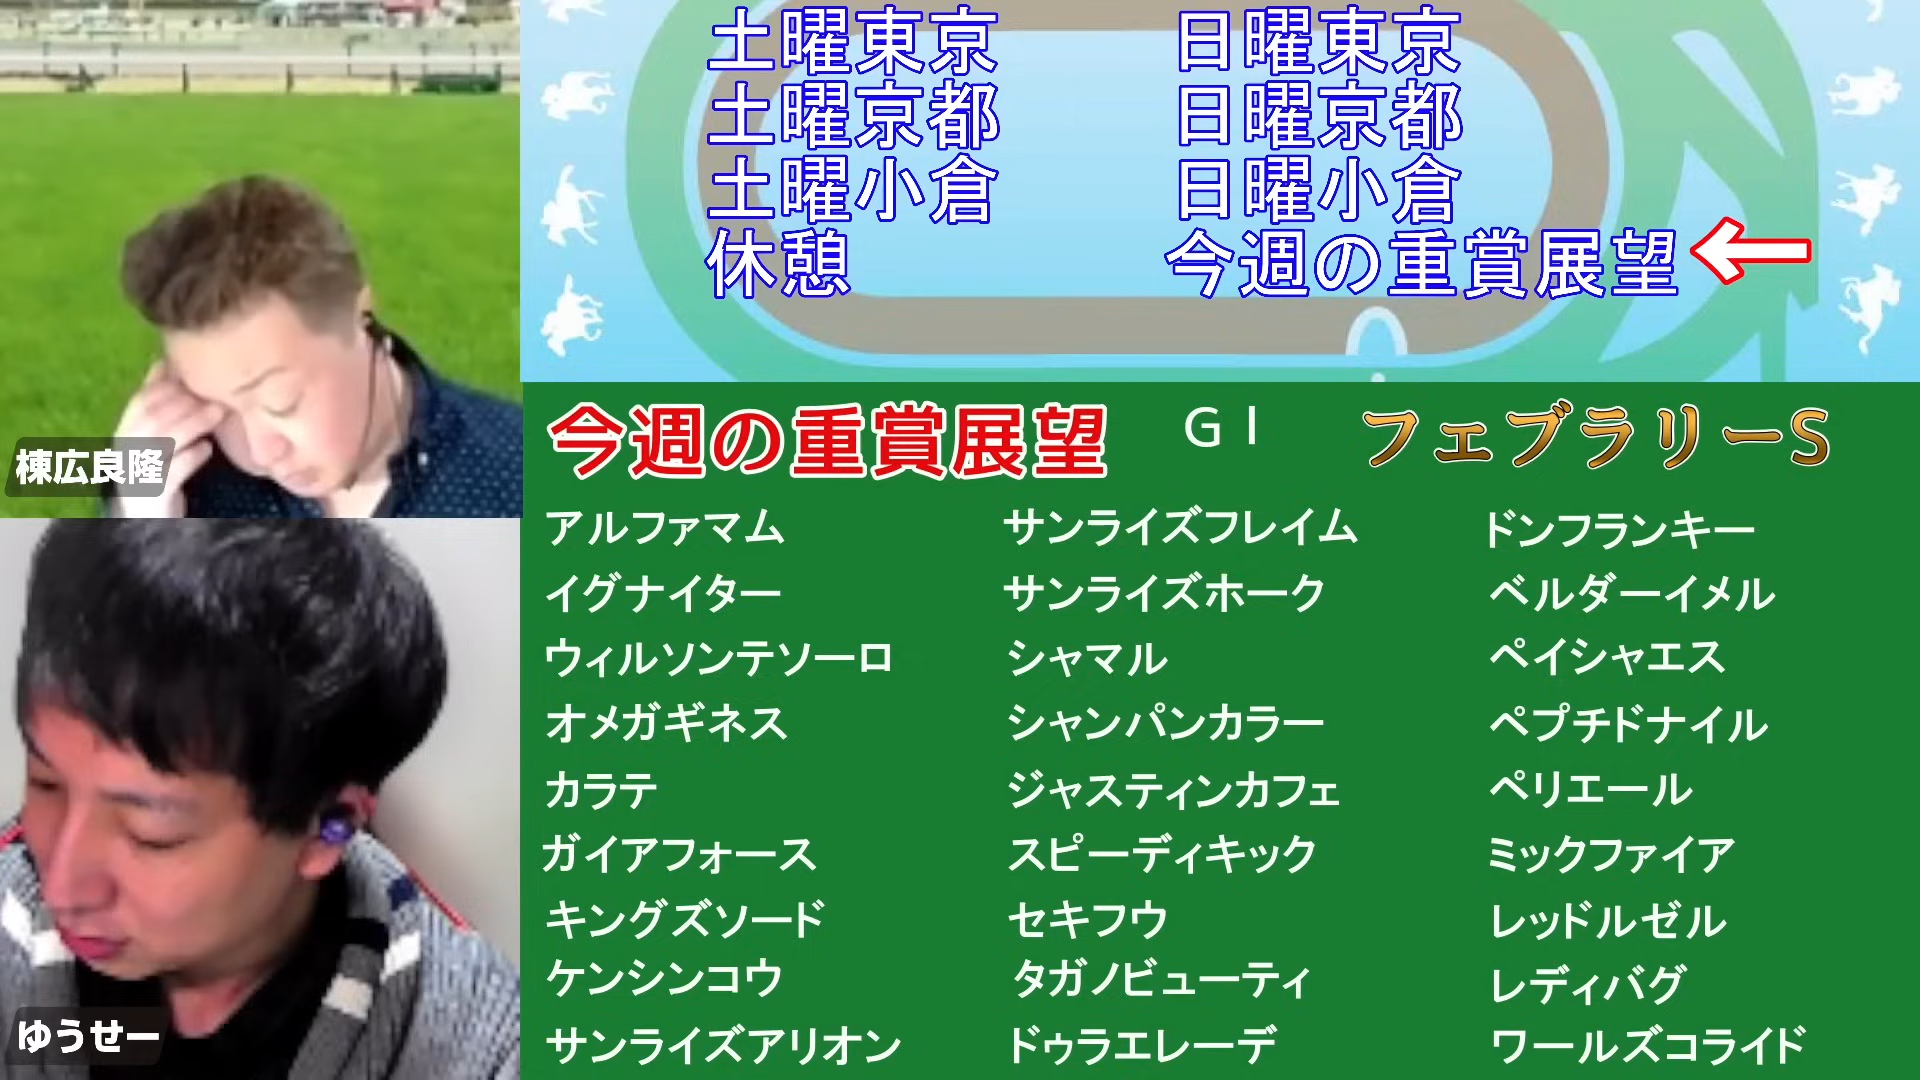 土曜東京
土曜京都
土曜小倉
休憩
日曜東京
日曜京都
日曜小倉
今週の重賞展望
棟広良隆
ゆうせー
今週の重賞展望
GⅠ
フェブラリーS
アルファマム
イグナイター
ウィルソンテソーロ
オメガギネス
カラテ
ガイアフォース
キングズソード
ケンシンコウ
サンライズアリオン
サンライズフレイム
サンライズホーク
シャマル
シャンパンカラー
ジャスティンカフェ
スピーディキック
セキフウ
タガノビューティ
ドゥラエレーデ
ドンフランキー
ベルダーイメル
ペイシャエス
ペプチドナイル
ペリエール
ミックファイア
レッドルゼル
レディバグ
ワールズコライド